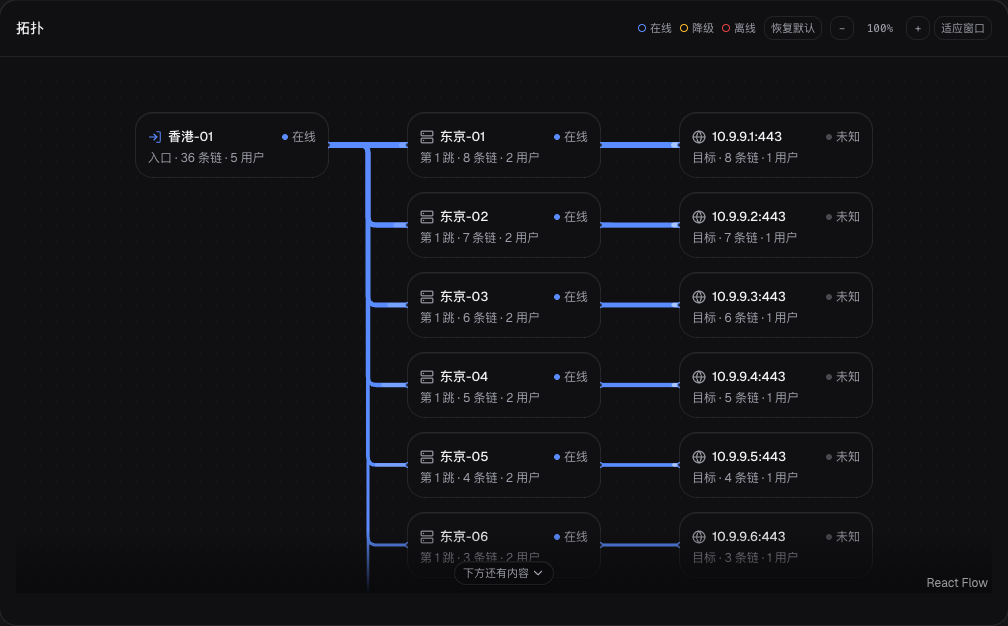 拓扑
在线 降级 离线 恢复默认 − 100% + 适应窗口
香港-01 在线
入口 · 36 条链 · 5 用户
东京-01 在线
第 1 跳 · 8 条链 · 2 用户
10.9.9.1:443 未知
目标 · 8 条链 · 1 用户
东京-02 在线
第 1 跳 · 7 条链 · 2 用户
10.9.9.2:443 未知
目标 · 7 条链 · 1 用户
东京-03 在线
第 1 跳 · 6 条链 · 2 用户
10.9.9.3:443 未知
目标 · 6 条链 · 1 用户
东京-04 在线
第 1 跳 · 5 条链 · 2 用户
10.9.9.4:443 未知
目标 · 5 条链 · 1 用户
东京-05 在线
第 1 跳 · 4 条链 · 2 用户
10.9.9.5:443 未知
目标 · 4 条链 · 1 用户
东京-06 在线
第 1 跳 · 3 条链 · 2 用户
10.9.9.6:443 未知
目标 · 3 条链 · 1 用户
下方还有内容
React Flow